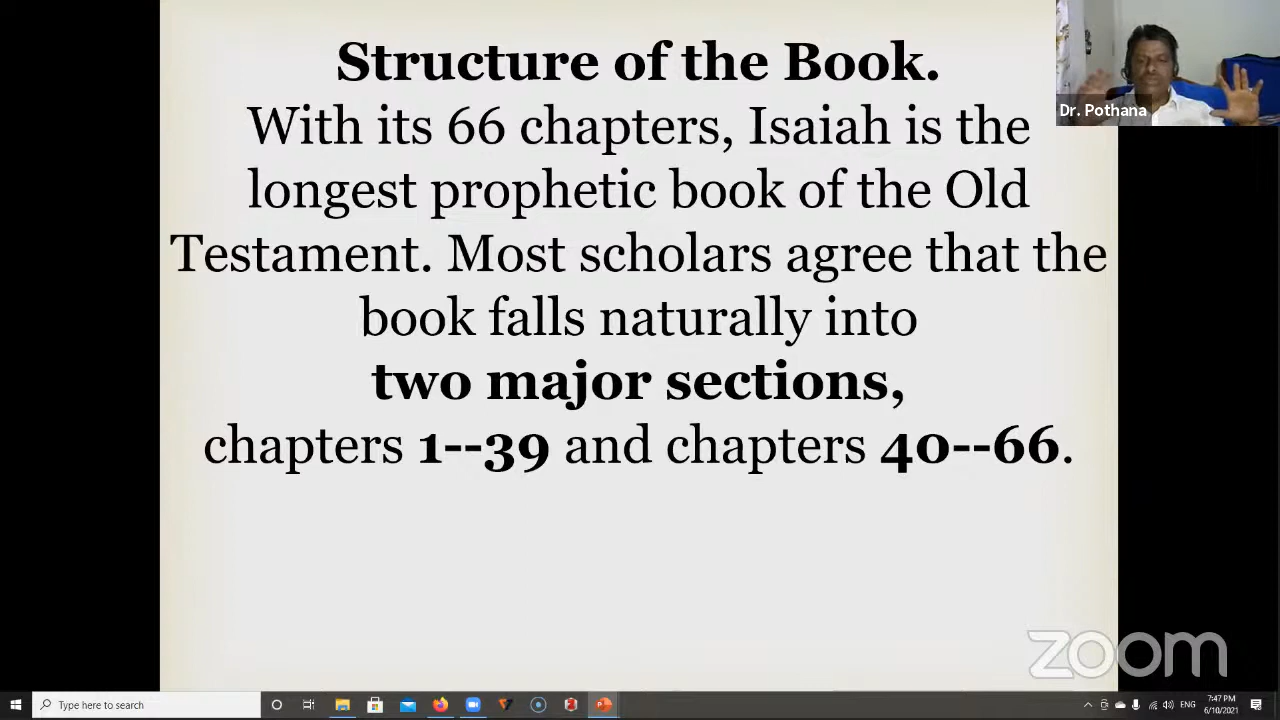 Structure of the Book.
With its 66 chapters, Isaiah is the
longest prophetic book of the Old
Testament. Most scholars agree that the
book falls naturally into
two major sections,
chapters 1--39 and chapters 40--66.
Dr. Pothana
zoom
Type here to search
ENG
7:47 PM
6/10/2021